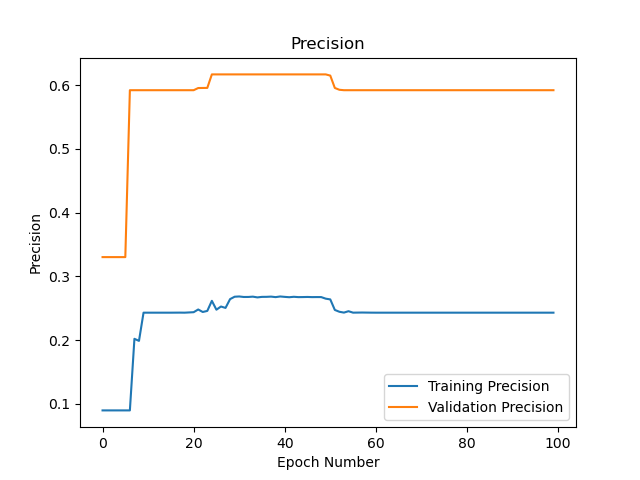 Precision
0.6
0.5
0.4
0.3
0.2
0.1
Precision
0 20 40 60 80 100
Epoch Number
Training Precision
Validation Precision